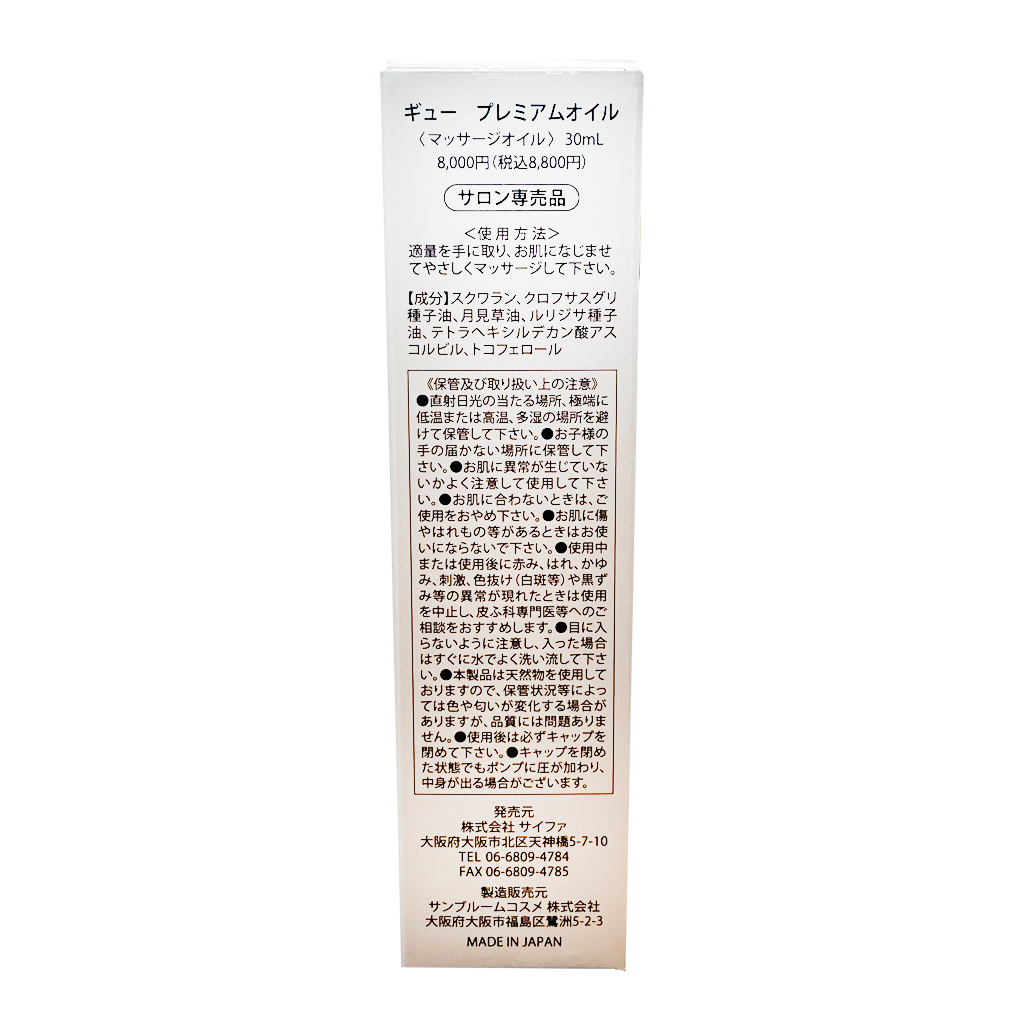 ギュー　プレミアムオイル
〈マッサージオイル〉 30mL
8,000円(税込8,800円)
サロン専売品
＜使用方法＞
適量を手に取り、お肌になじませ
てやさしくマッサージして下さい。
【成分】スクワラン、クロフサスグリ
種子油、月見草油、ルリジサ種子
油、テトラヘキシルデカン酸アス
コルビル、トコフェロール
《保管及び取り扱い上の注意》
●直射日光の当たる場所、極端に
低温または高温、多湿の場所を避
けて保管して下さい。●お子様の
手の届かない場所に保管して下
さい。●お肌に異常が生じていな
いかよく注意して使用して下さ
い。●お肌に合わないときは、ご
使用をおやめ下さい。●お肌に傷
やはれもの等があるときはお使
いにならないで下さい。●使用中
または使用後に赤み、はれ、かゆ
み、刺激、色抜け(白斑等)や黒ず
み等の異常が現れたときは使用
を中止し、皮ふ科専門医等へのご
相談をおすすめします。●目に入
らないように注意し、入った場合
はすぐに水でよく洗い流して下さ
い。●本製品は天然物を使用して
おりますので、保管状況等によっ
ては色や匂いが変化する場合が
ありますが、品質には問題ありま
せん。●使用後は必ずキャップを
閉めて下さい。●キャップを閉め
た状態でもポンプに圧が加わり、
中身が出る場合がございます。
発売元
株式会社 サイファ
大阪府大阪市北区天神橋5-7-10
TEL 06-6809-4784
FAX 06-6809-4785
製造販売元
サンブルームコスメ 株式会社
大阪府大阪市福島区鷺洲5-2-3
MADE IN JAPAN